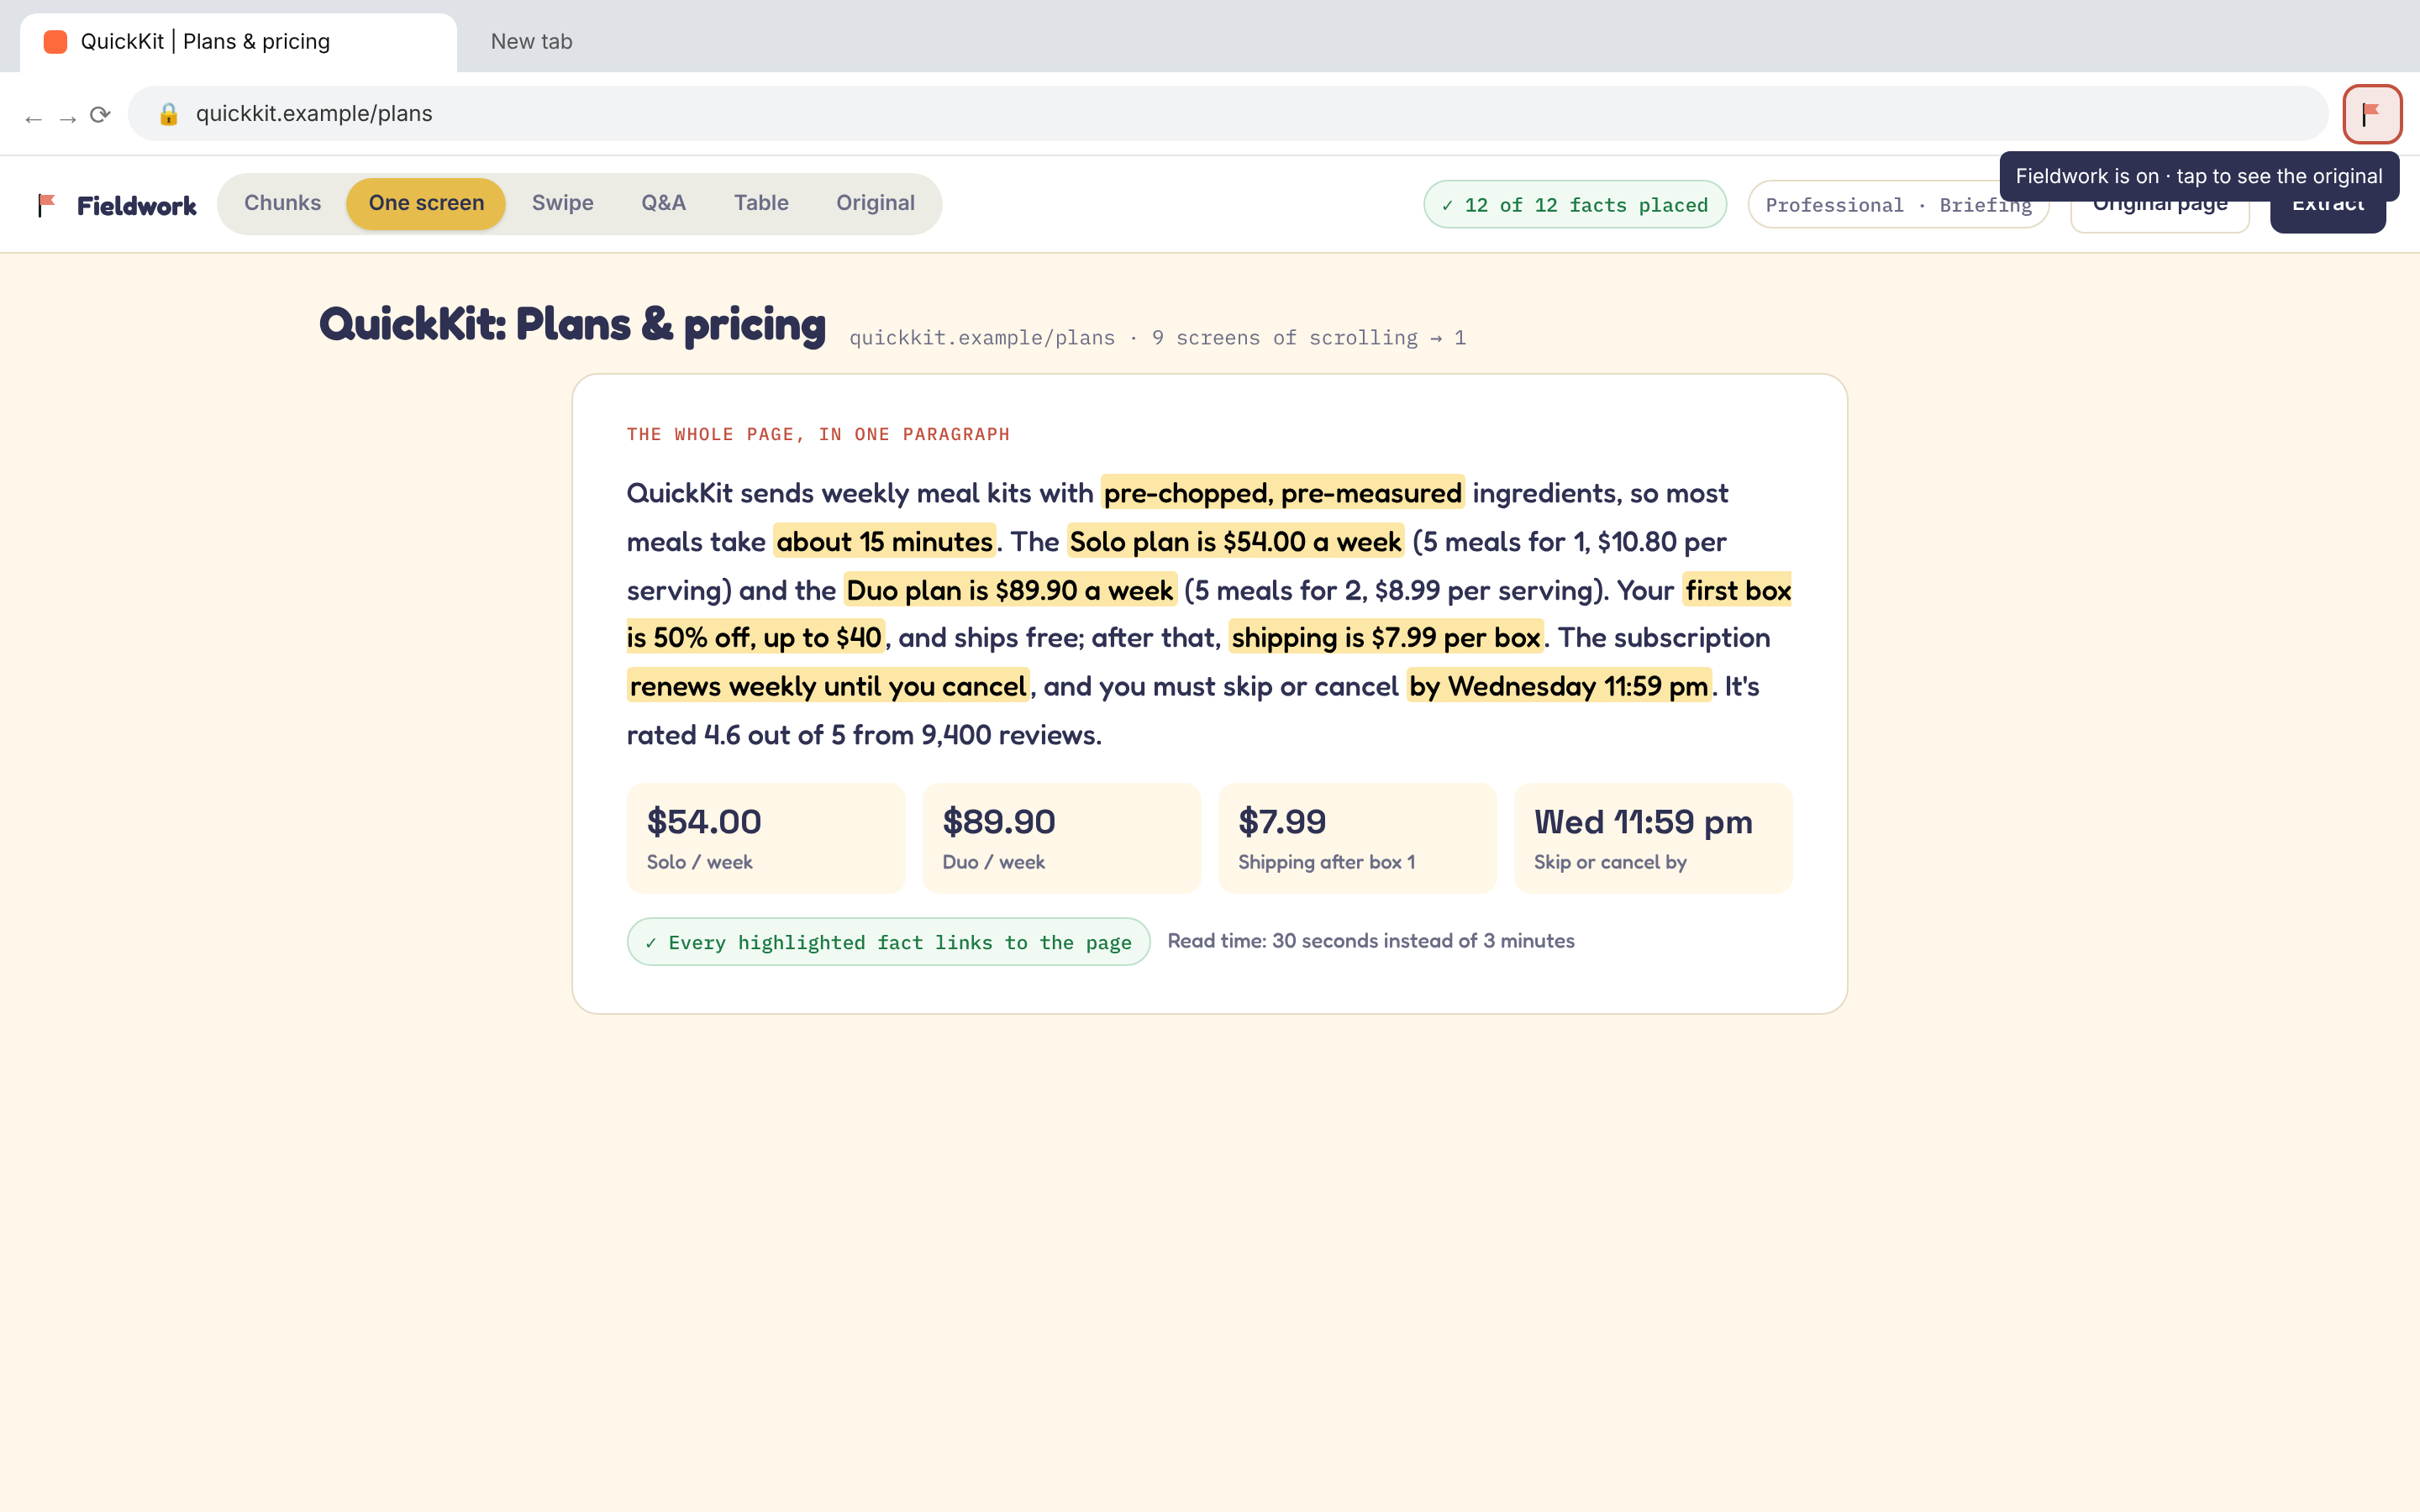 QuickKit | Plans & pricing
New tab
quickkit.example/plans
Fieldwork is on · tap to see the original
Fieldwork
Chunks
One screen
Swipe
Q&A
Table
Original
✓ 12 of 12 facts placed
Professional · Briefing
Original page
Extract
QuickKit: Plans & pricing
quickkit.example/plans · 9 screens of scrolling → 1
THE WHOLE PAGE, IN ONE PARAGRAPH
QuickKit sends weekly meal kits with pre-chopped, pre-measured ingredients, so most
meals take about 15 minutes. The Solo plan is $54.00 a week (5 meals for 1, $10.80 per
serving) and the Duo plan is $89.90 a week (5 meals for 2, $8.99 per serving). Your first box
is 50% off, up to $40, and ships free; after that, shipping is $7.99 per box. The subscription
renews weekly until you cancel, and you must skip or cancel by Wednesday 11:59 pm. It's
rated 4.6 out of 5 from 9,400 reviews.
$54.00
Solo / week
$89.90
Duo / week
$7.99
Shipping after box 1
Wed 11:59 pm
Skip or cancel by
✓ Every highlighted fact links to the page
Read time: 30 seconds instead of 3 minutes